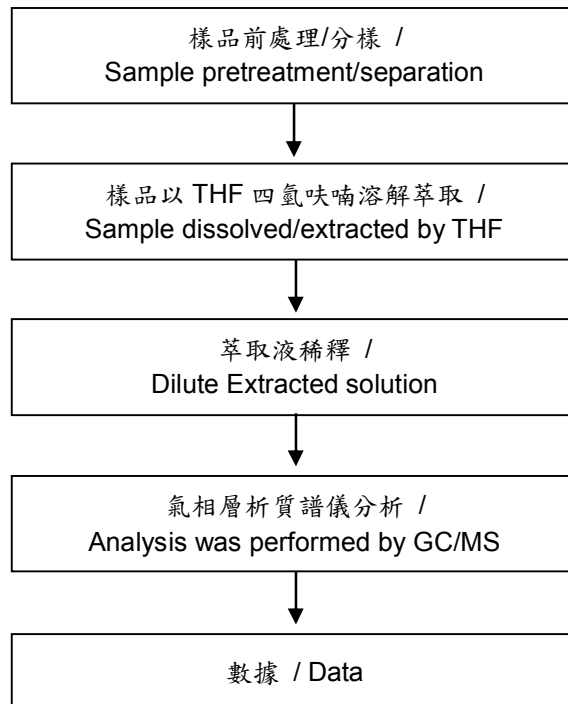 樣品前處理/分樣 /
Sample pretreatment/separation
樣品以 THF 四氫呋喃溶解萃取 /
Sample dissolved/extracted by THF
萃取液稀釋 /
Dilute Extracted solution
氣相層析質譜儀分析 /
Analysis was performed by GC/MS
數據 / Data